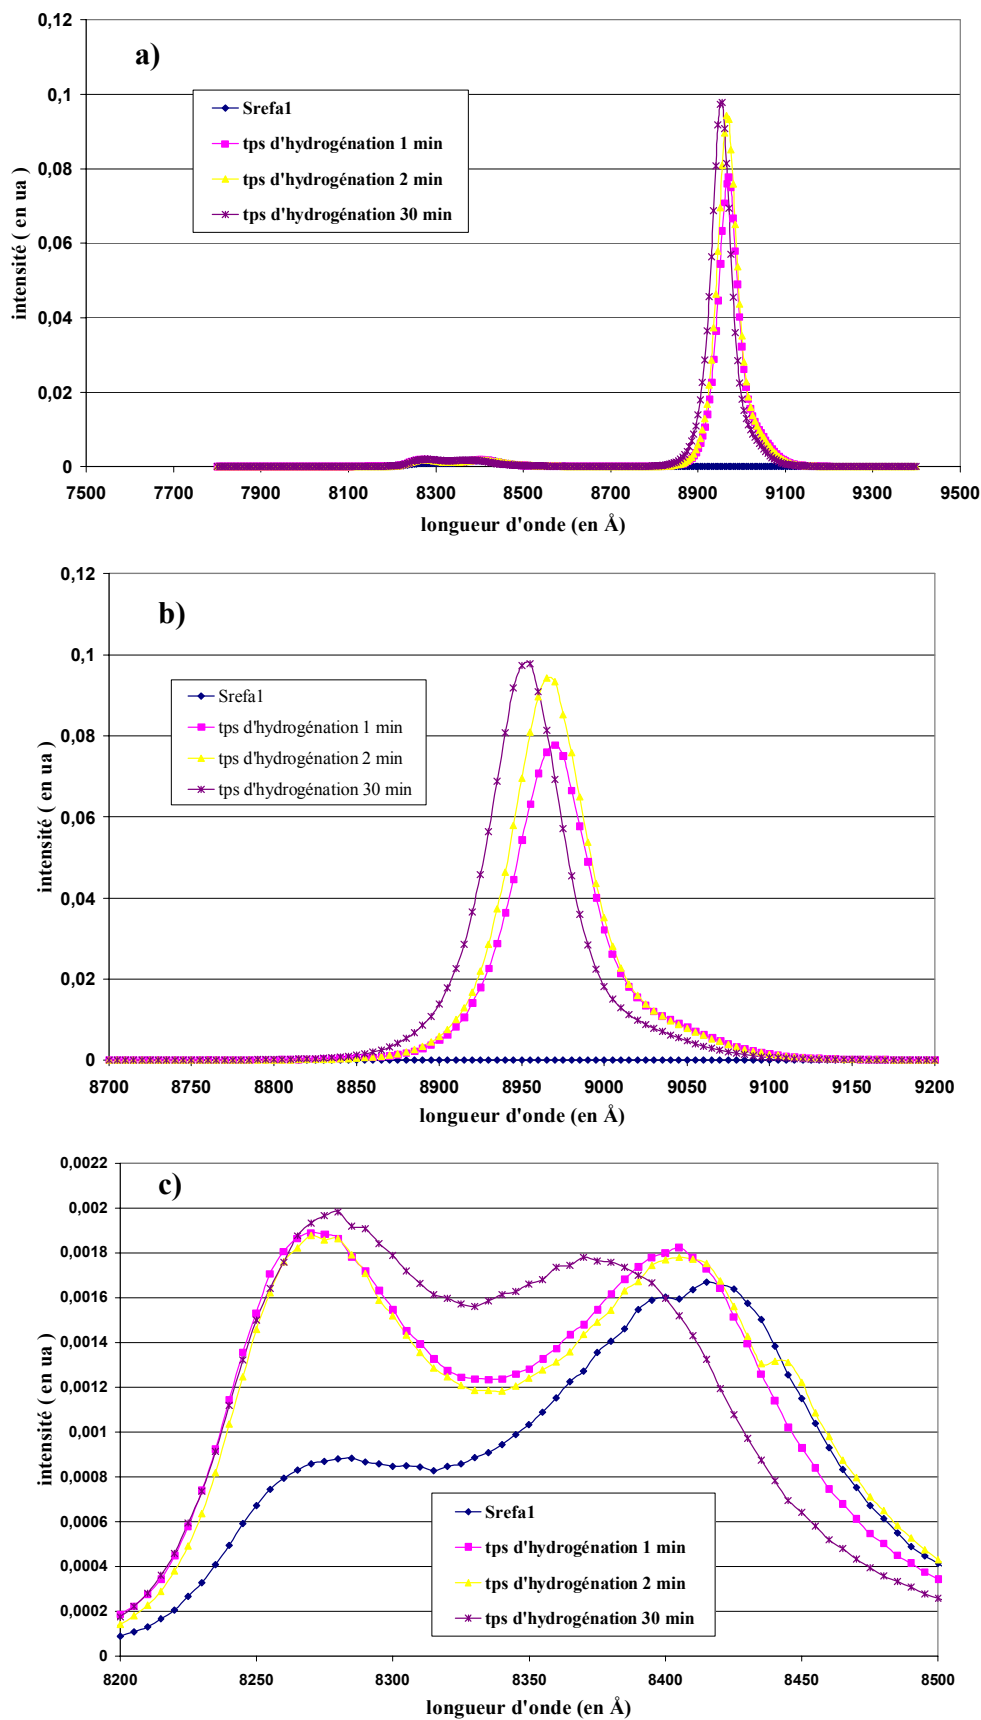 a)
0,12
0,1
0,08
0,06
0,04
0,02
0
intensité ( en ua )
Srefa1
tps d'hydrogénation 1 min
tps d'hydrogénation 2 min
tps d'hydrogénation 30 min
7500 7700 7900 8100 8300 8500 8700 8900 9100 9300 9500
longueur d'onde (en Å)
b)
0,12
0,1
0,08
0,06
0,04
0,02
0
intensité ( en ua )
Srefa1
tps d'hydrogénation 1 min
tps d'hydrogénation 2 min
tps d'hydrogénation 30 min
8700 8750 8800 8850 8900 8950 9000 9050 9100 9150 9200
longueur d'onde (en Å)
c)
0,0022
0,002
0,0018
0,0016
0,0014
0,0012
0,001
0,0008
0,0006
0,0004
0,0002
0
intensité ( en ua )
Srefa1
tps d'hydrogénation 1 min
tps d'hydrogénation 2 min
tps d'hydrogénation 30 min
8200 8250 8300 8350 8400 8450 8500
longueur d'onde (en Å)